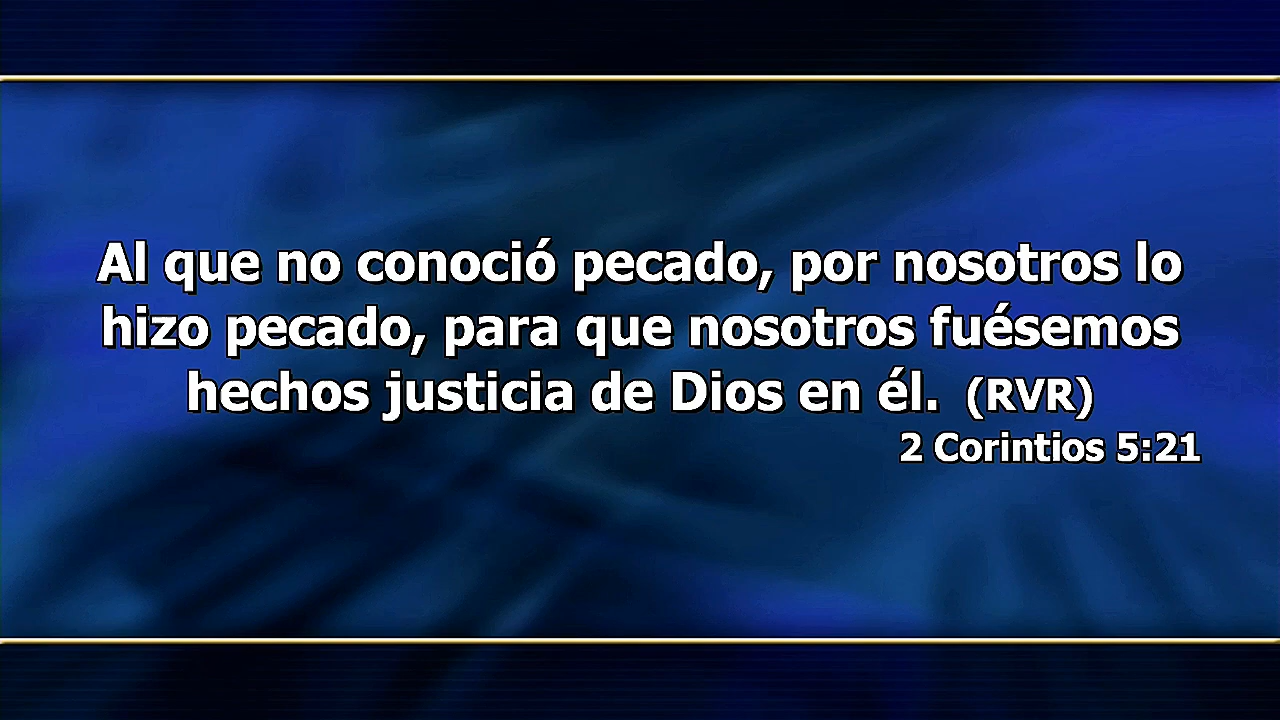 Al que no conoció pecado, por nosotros lo
hizo pecado, para que nosotros fuésemos
hechos justicia de Dios en él. (RVR)
2 Corintios 5:21